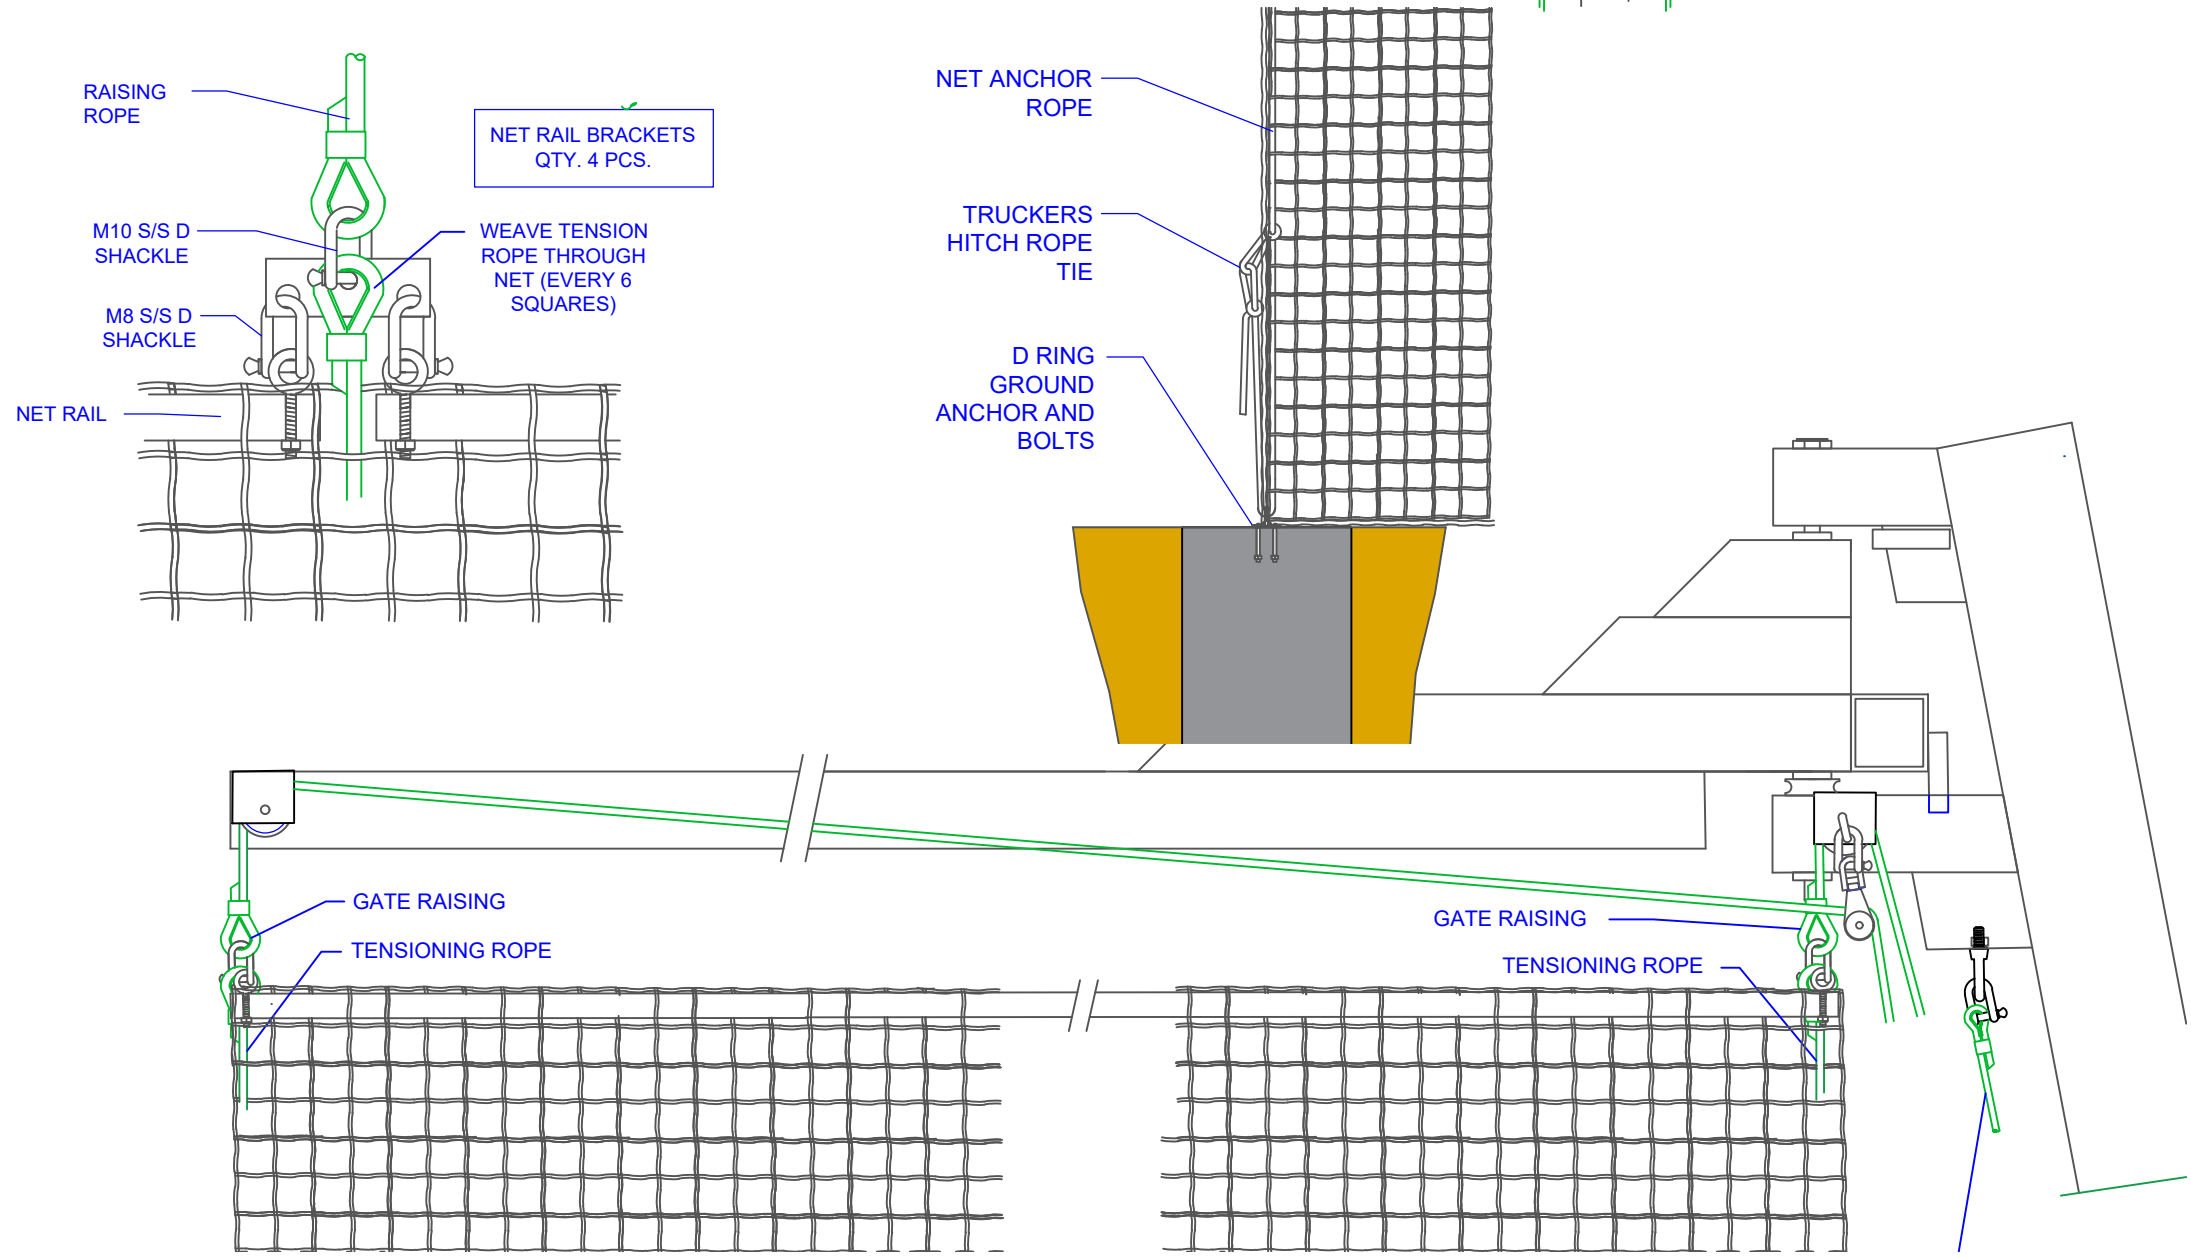 RAISING
ROPE
NET RAIL BRACKETS
QTY. 4 PCS.
M10 S/S D
SHACKLE
WEAVE TENSION
ROPE THROUGH
NET (EVERY 6
SQUARES)
M8 S/S D
SHACKLE
NET RAIL
NET ANCHOR
ROPE
TRUCKERS
HITCH ROPE
TIE
D RING
GROUND
ANCHOR AND
BOLTS
GATE RAISING
TENSIONING ROPE
GATE RAISING
TENSIONING ROPE